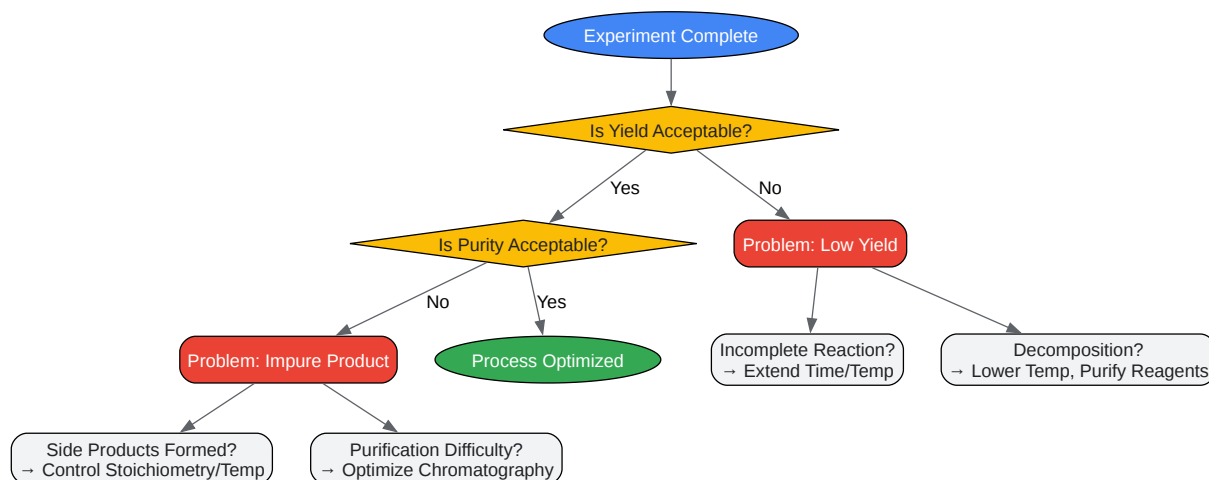 Experiment Complete
Is Yield Acceptable?
Yes
No
Is Purity Acceptable?
Problem: Low Yield
No
Yes
Problem: Impure Product
Process Optimized
Incomplete Reaction?
→ Extend Time/Temp
Decomposition?
→ Lower Temp, Purify Reagents
Side Products Formed?
→ Control Stoichiometry/Temp
Purification Difficulty?
→ Optimize Chromatography